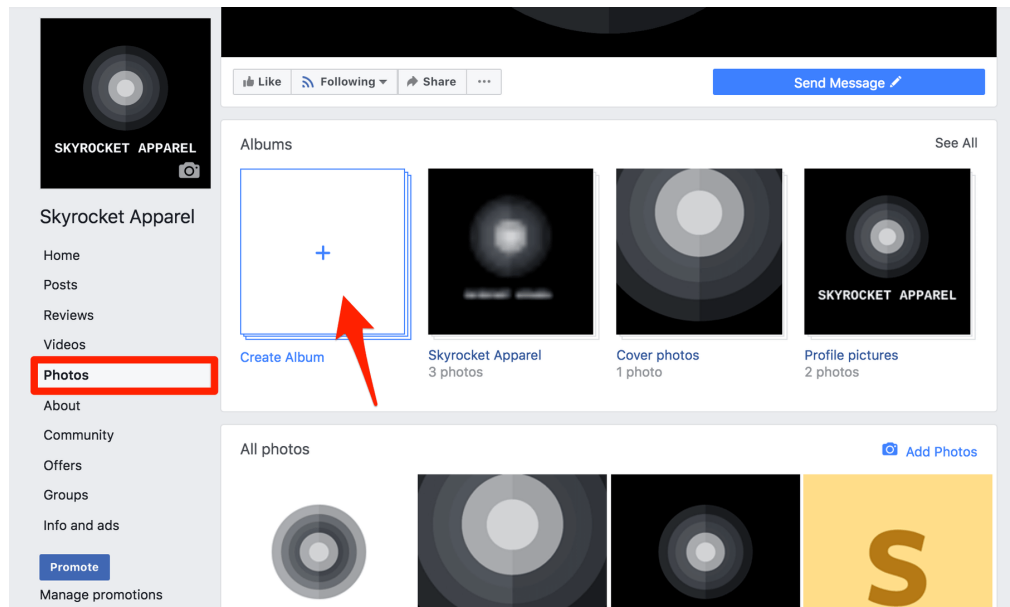 SKYROCKET APPAREL
Skyrocket Apparel
Home
Posts
Reviews
Videos
Photos
About
Community
Offers
Groups
Info and ads
Promote
Manage promotions
Like Following Share ...
Send Message
Albums
See All
+
Create Album
Skyrocket Apparel
3 photos
Cover photos
1 photo
SKYROCKET APPAREL
Profile pictures
2 photos
All photos
Add Photos
S